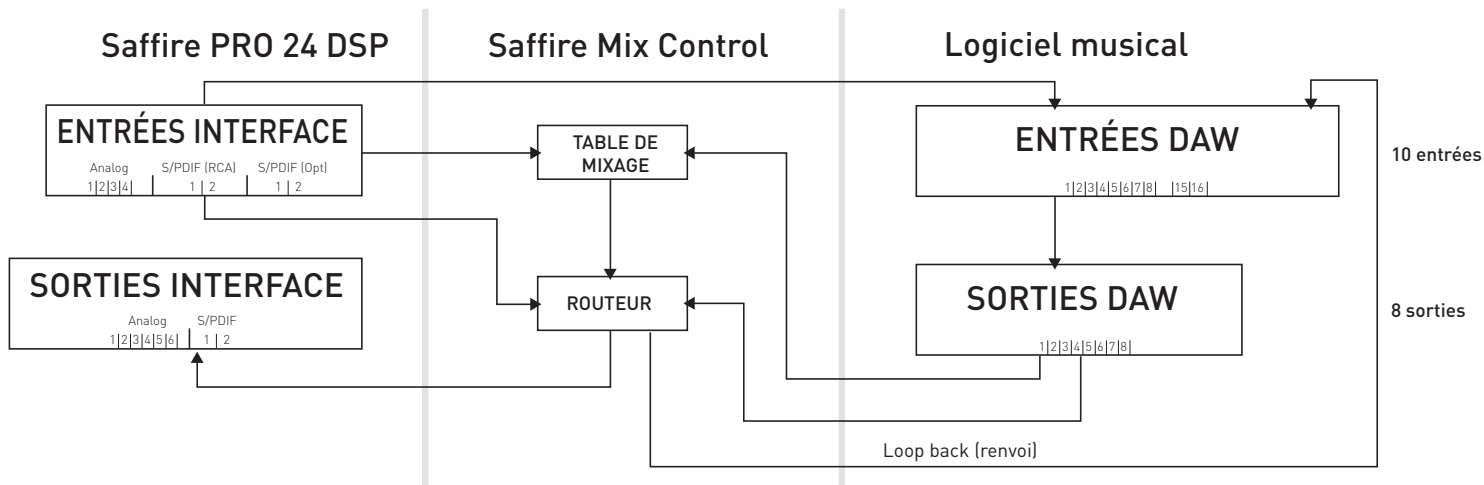 Saffire PRO 24 DSP
Saffire Mix Control
Logiciel musical
ENTRÉES INTERFACE
Analog S/PDIF (RCA) S/PDIF (Opt)
1|2|3|4| 1 | 2 1 | 2
TABLE DE
MIXAGE
ENTRÉES DAW
1|2|3|4|5|6|7|8| |15|16|
10 entrées
SORTIES INTERFACE
Analog S/PDIF
1|2|3|4|5|6| 1 | 2
ROUTEUR
SORTIES DAW
1|2|3|4|5|6|7|8|
8 sorties
Loop back (renvoi)